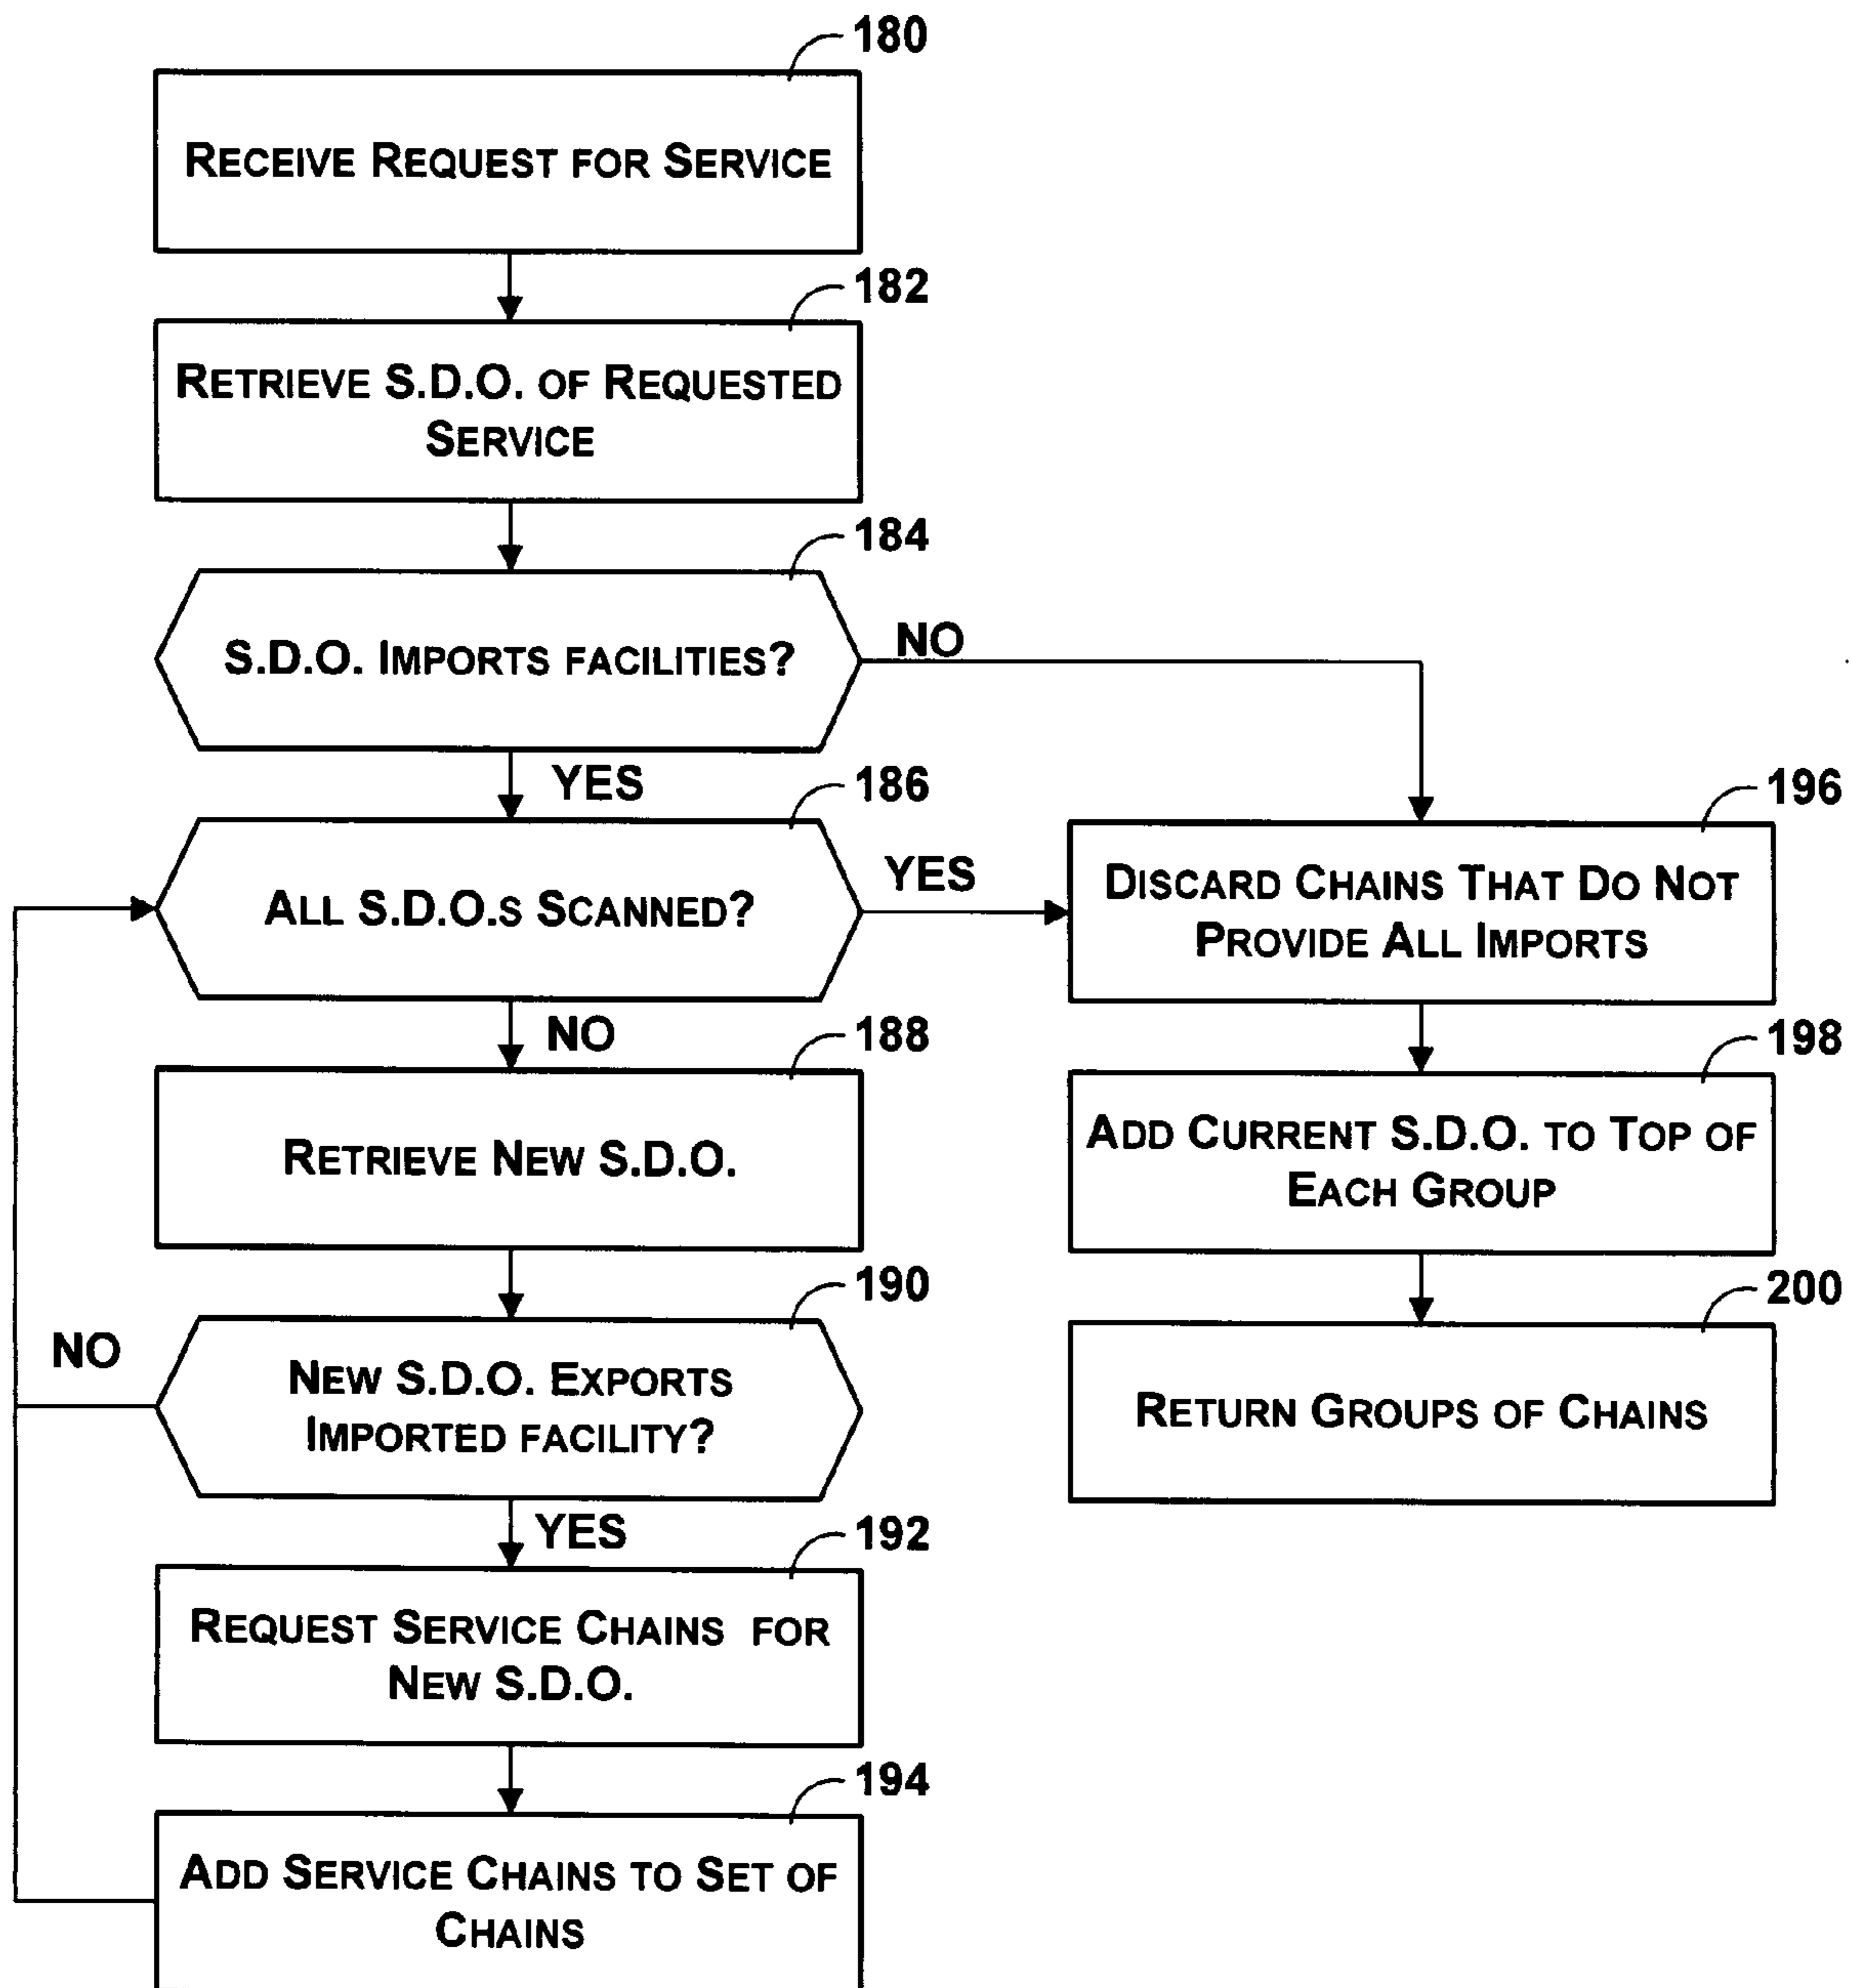 180
RECEIVE REQUEST FOR SERVICE
182
RETRIEVE S.D.O. OF REQUESTED
SERVICE
184
S.D.O. IMPORTS FACILITIES?
NO
YES
186
ALL S.D.O.S SCANNED?
YES
NO
188
RETRIEVE NEW S.D.O.
190
NEW S.D.O. EXPORTS
IMPORTED FACILITY?
NO
YES
192
REQUEST SERVICE CHAINS FOR
NEW S.D.O.
194
ADD SERVICE CHAINS TO SET OF
CHAINS
196
DISCARD CHAINS THAT DO NOT
PROVIDE ALL IMPORTS
198
ADD CURRENT S.D.O. TO TOP OF
EACH GROUP
200
RETURN GROUPS OF CHAINS